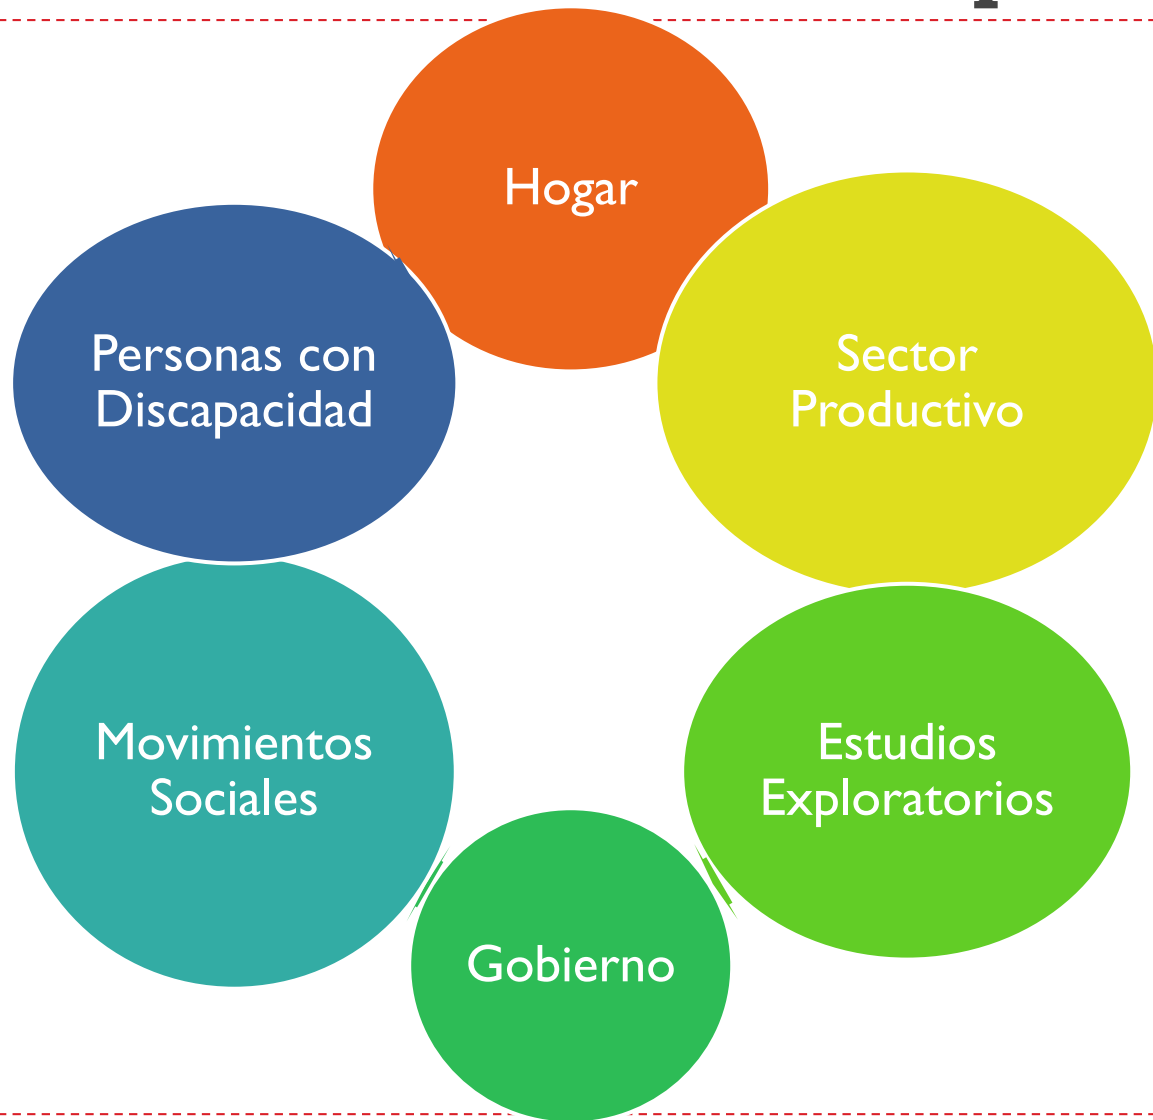 Hogar
Sector
Productivo
Estudios
Exploratorios
Gobierno
Movimientos
Sociales
Personas con
Discapacidad